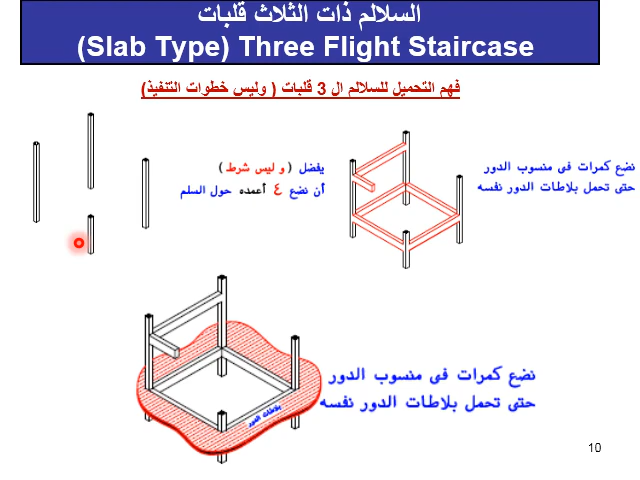 السلالم ذات الثلاث قلبات
(Slab Type) Three Flight Staircase
فهم التحميل للسلالم ال 3 قلبات ( وليس خطوات التنفيذ)
يفضل ( و ليس شرط )
أن نضع ٤ أعمده حول السلم
نضع كمرات فى منسوب الدور
حتى تحمل بلاطات الدور نفسه
نضع كمرات فى منسوب الدور
حتى تحمل بلاطات الدور نفسه
بلاطات الدور
10